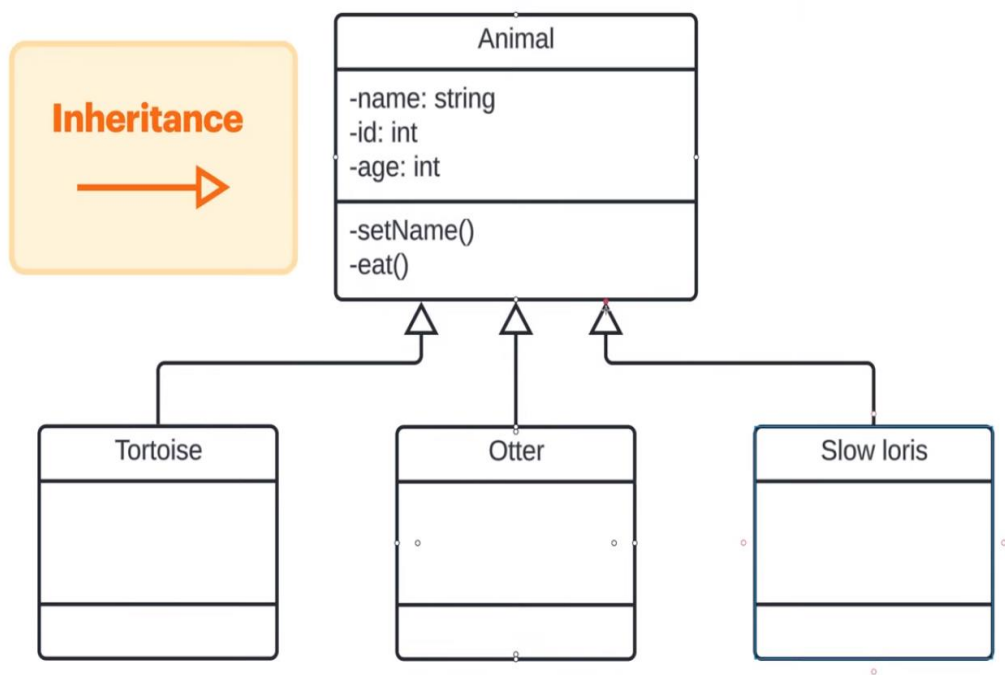 Inheritance
Animal
-name: string
-id: int
-age: int
-setName()
-eat()
Tortoise
Otter
Slow loris